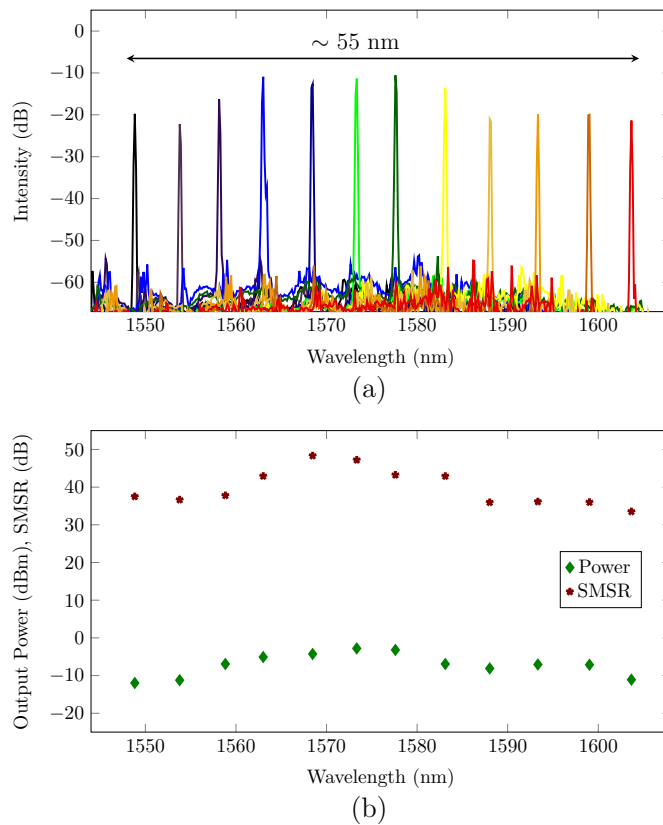 0
−10
−20
−30
−40
−50
−60
Intensity (dB)
∼ 55 nm
1550 1560 1570 1580 1590 1600
Wavelength (nm)
(a)
50
40
30
20
10
0
−10
−20
Output Power (dBm), SMSR (dB)
Power
SMSR
1550 1560 1570 1580 1590 1600
Wavelength (nm)
(b)